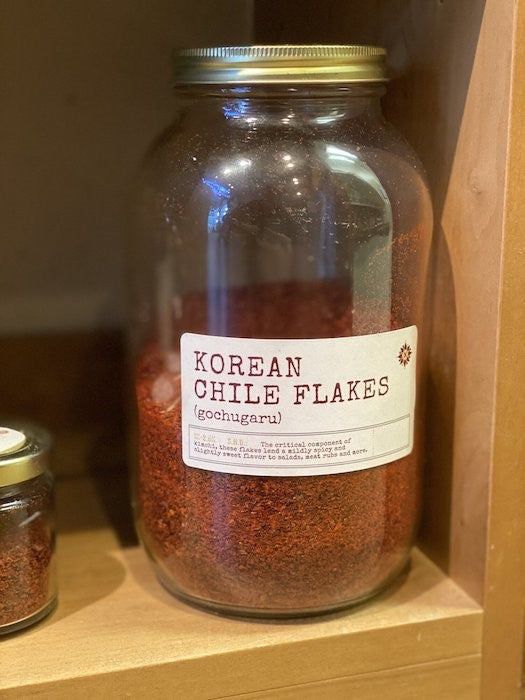 KOREAN
CHILE FLAKES
(gochugaru)
The critical component of
kimchi, these flakes lend a mildly spicy and
slightly sweet flavor to salads, meat rubs and more.